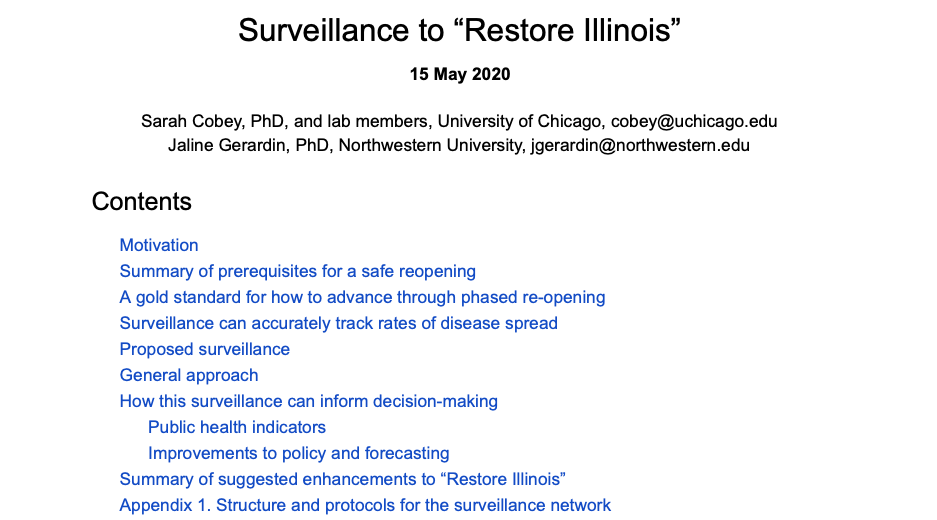 Surveillance to “Restore Illinois”
15 May 2020
Sarah Cobey, PhD, and lab members, University of Chicago, cobey@uchicago.edu
Jaline Gerardin, PhD, Northwestern University, jgerardin@northwestern.edu
Contents
Motivation
Summary of prerequisites for a safe reopening
A gold standard for how to advance through phased re-opening
Surveillance can accurately track rates of disease spread
Proposed surveillance
General approach
How this surveillance can inform decision-making
Public health indicators
Improvements to policy and forecasting
Summary of suggested enhancements to “Restore Illinois”
Appendix 1. Structure and protocols for the surveillance network